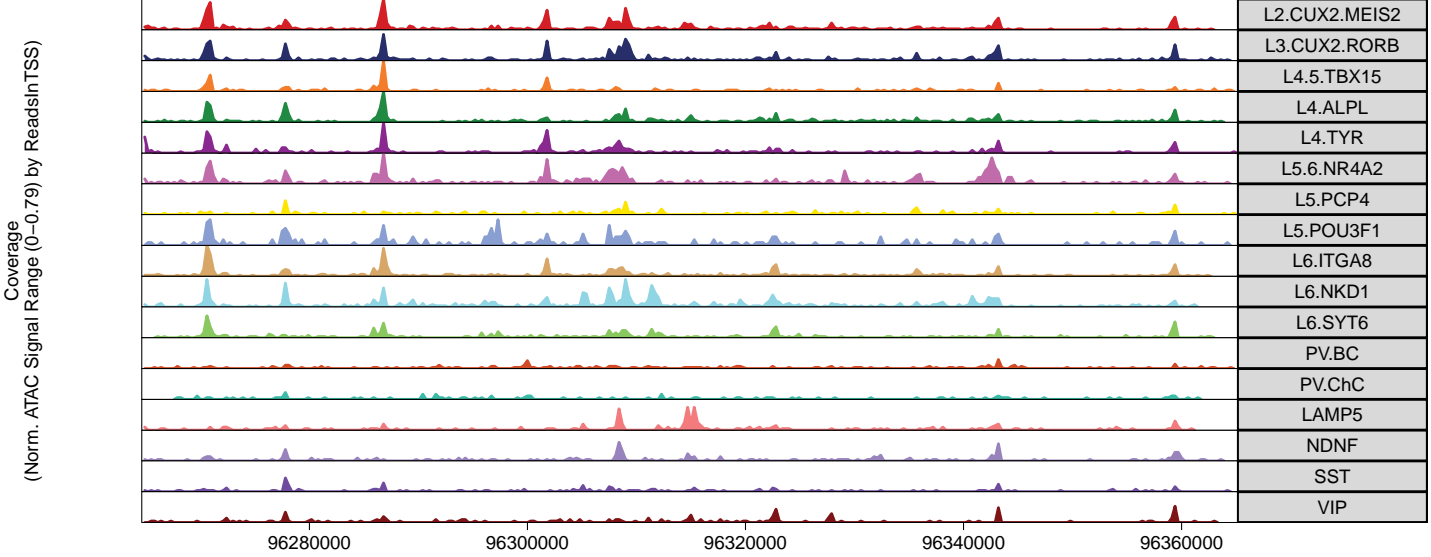 Coverage
(Norm. ATAC Signal Range (0–0.79) by ReadsInTSS)
L2.CUX2.MEIS2
L3.CUX2.RORB
L4.5.TBX15
L4.ALPL
L4.TYR
L5.6.NR4A2
L5.PCP4
L5.POU3F1
L6.ITGA8
L6.NKD1
L6.SYT6
PV.BC
PV.ChC
LAMP5
NDNF
SST
VIP
96280000 96300000 96320000 96340000 96360000